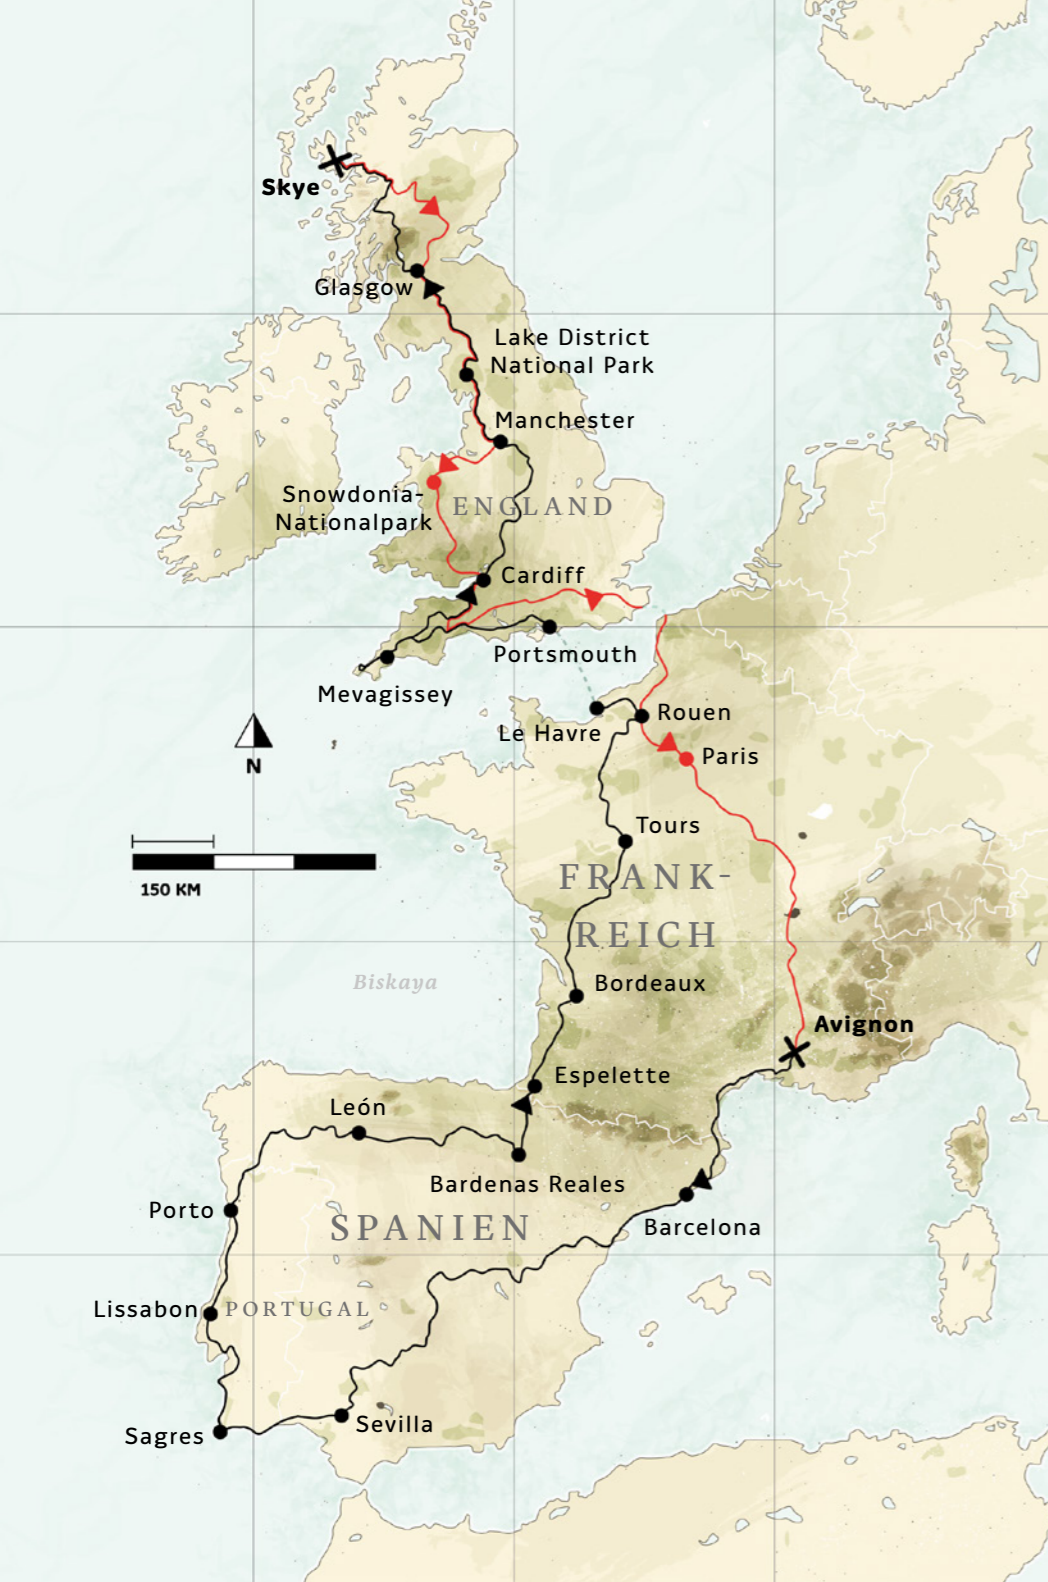 Skye
Glasgow
Lake District
National Park
Manchester
Snowdonia-
Nationalpark
ENGLAND
Cardiff
Portsmouth
Mevagissey
Rouen
Le Havre
N
Paris
Tours
150 KM
FRANK-
REICH
Biskaya
Bordeaux
Avignon
Espelette
León
Bardenas Reales
Porto
SPANIEN
Barcelona
Lissabon
PORTUGAL
Sevilla
Sagres